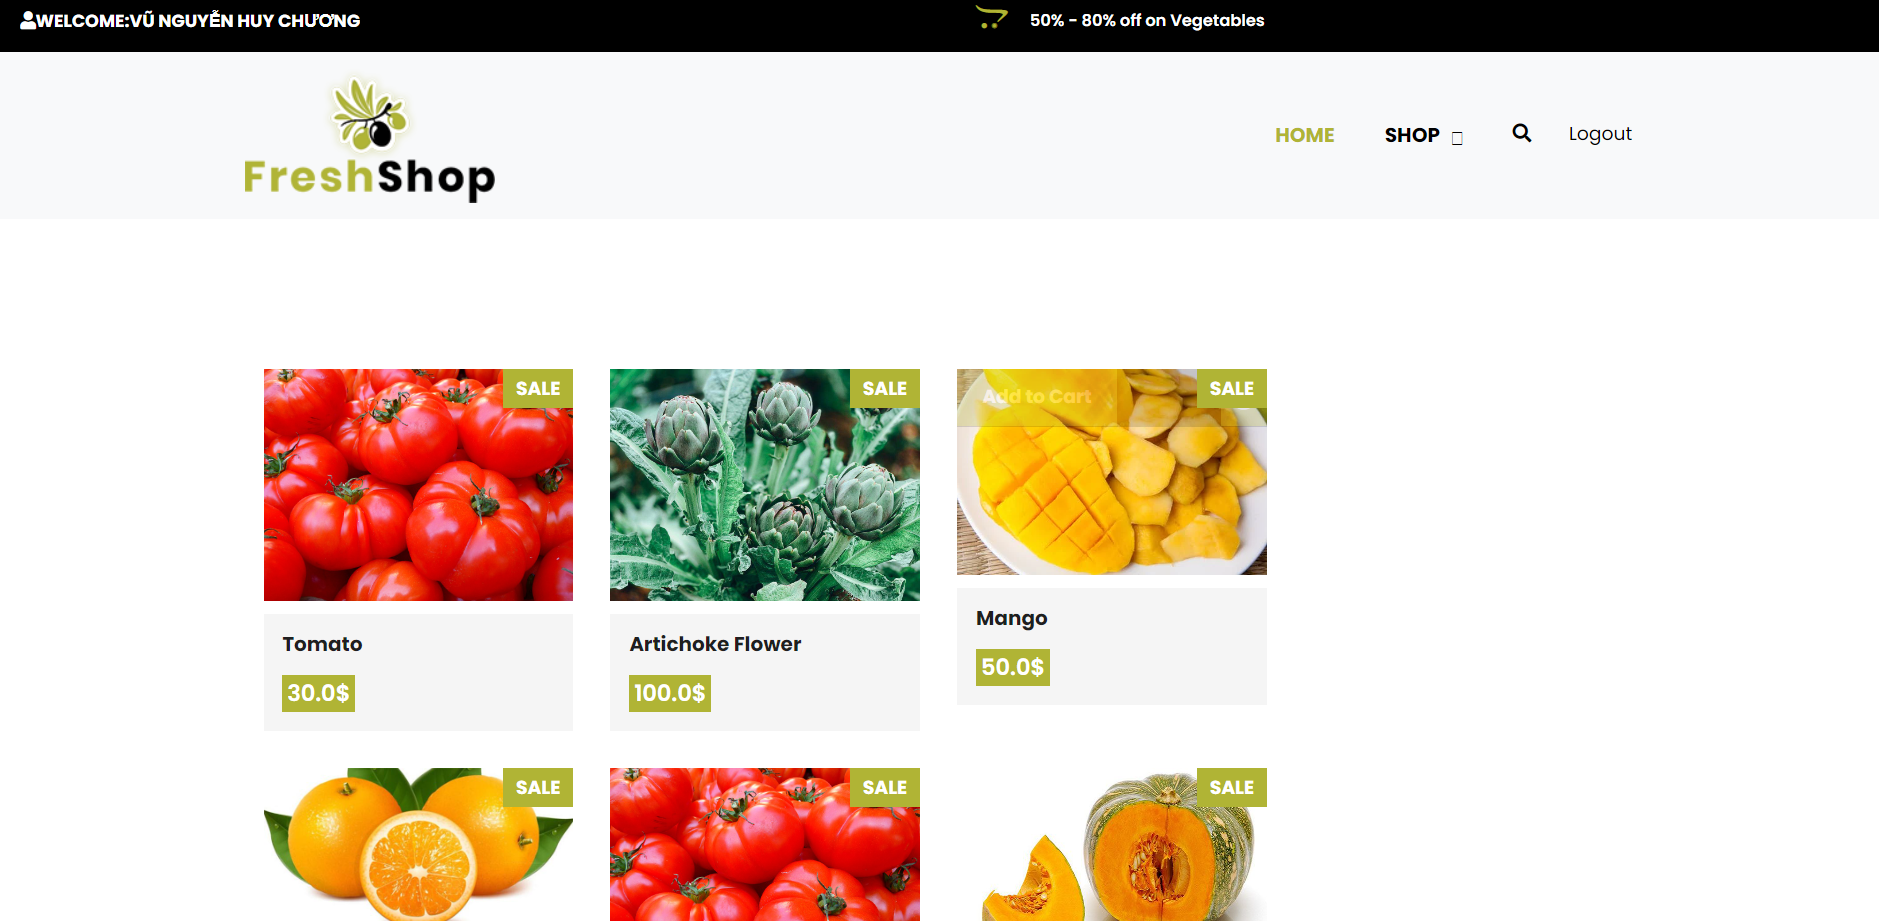 WELCOME:VŨ NGUYỄN HUY CHƯƠNG
50% - 80% off on Vegetables
FreshShop
HOME SHOP Logout
SALE SALE Add to Cart SALE
Tomato Artichoke Flower Mango
30.0$ 100.0$ 50.0$
SALE SALE SALE